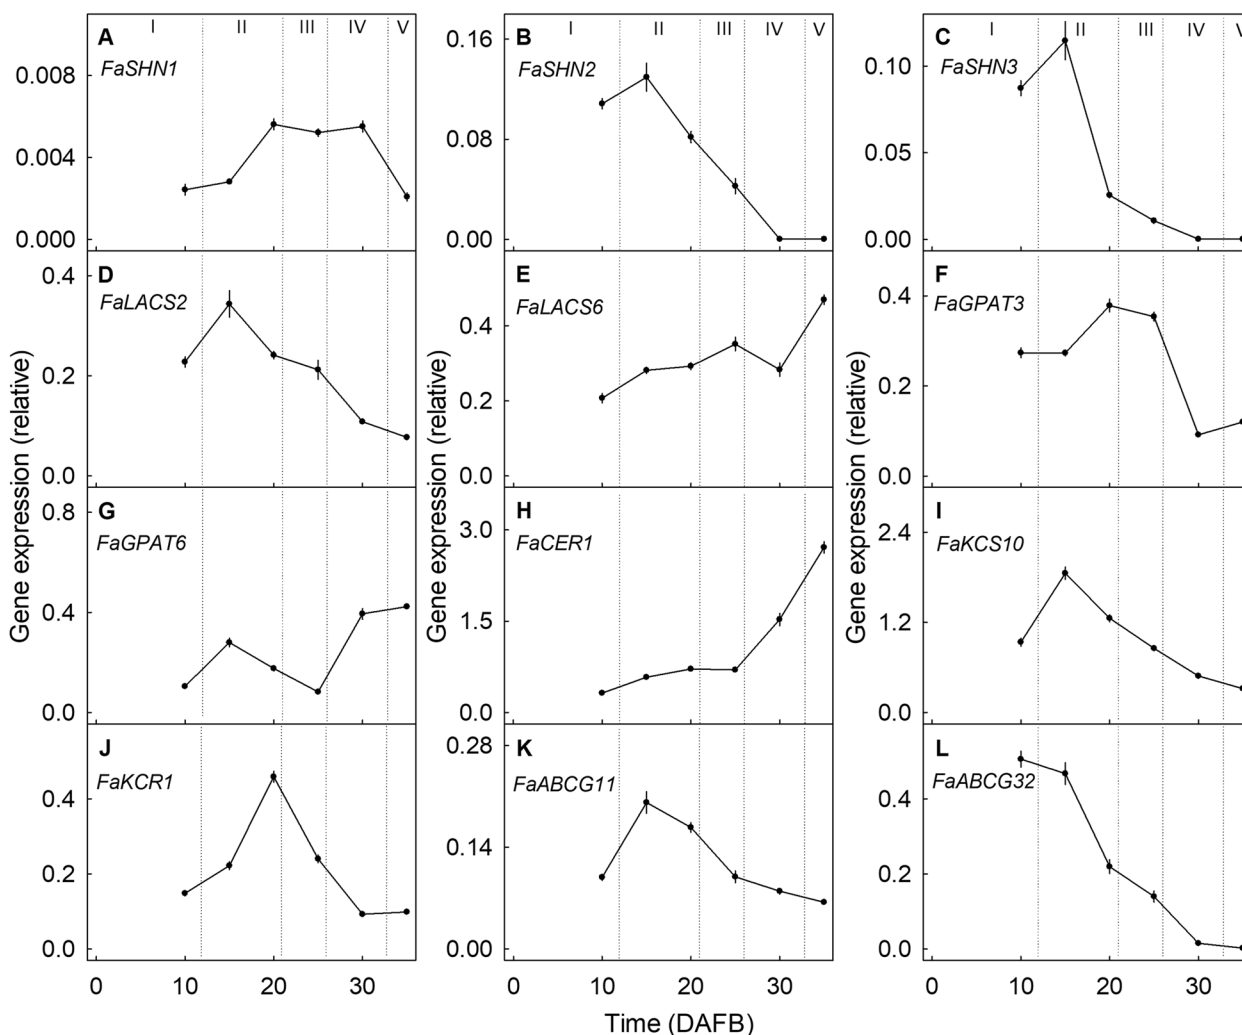 A I II III IV V
FaSHN1
0.008
0.004
0.000
B I II III IV V
FaSHN2
0.16
0.08
0.00
C I II III IV V
FaSHN3
0.10
0.05
0.00
D
FaLACS2
0.4
0.2
0.0
E
FaLACS6
0.4
0.2
0.0
F
FaGPAT3
0.4
0.2
0.0
G
FaGPAT6
0.8
0.4
0.0
H
FaCER1
3.0
1.5
0.0
I
FaKCS10
2.4
1.2
0.0
J
FaKCR1
0.4
0.2
0.0
K
FaABCG11
0.28
0.14
0.00
L
FaABCG32
0.4
0.2
0.0
Gene expression (relative)
Gene expression (relative)
Gene expression (relative)
0 10 20 30
0 10 20 30
0 10 20 30
Time (DAFB)